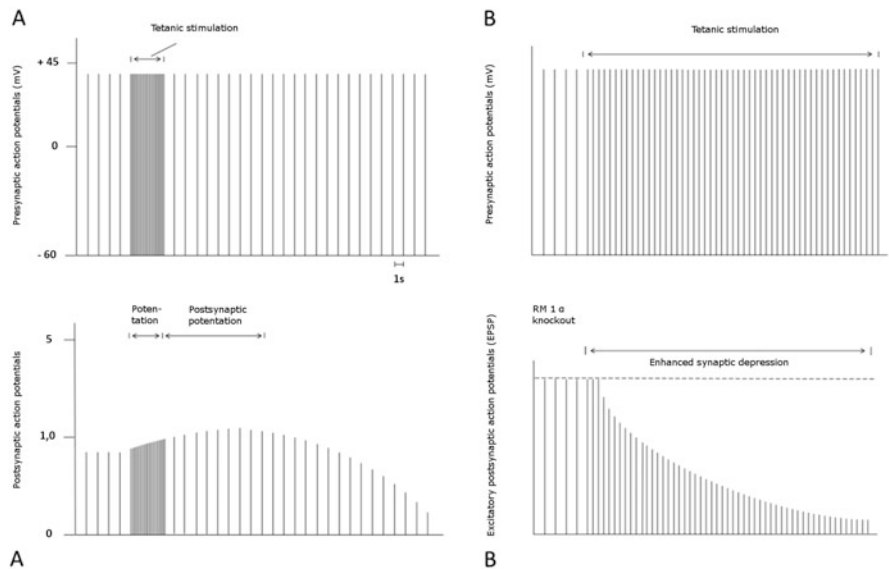 A
Tetanic stimulation
+ 45
0
- 60
Presynaptic action potentials (mV)
1s
B
Tetanic stimulation
Presynaptic action potentials (mV)
Poten-
tation
Postsynaptic
potentation
5
1,0
0
Postsynaptic action potentials
A
RM 1 α
knockout
Enhanced synaptic depression
Excitatory postsynaptic action potentials (EPSP)
B